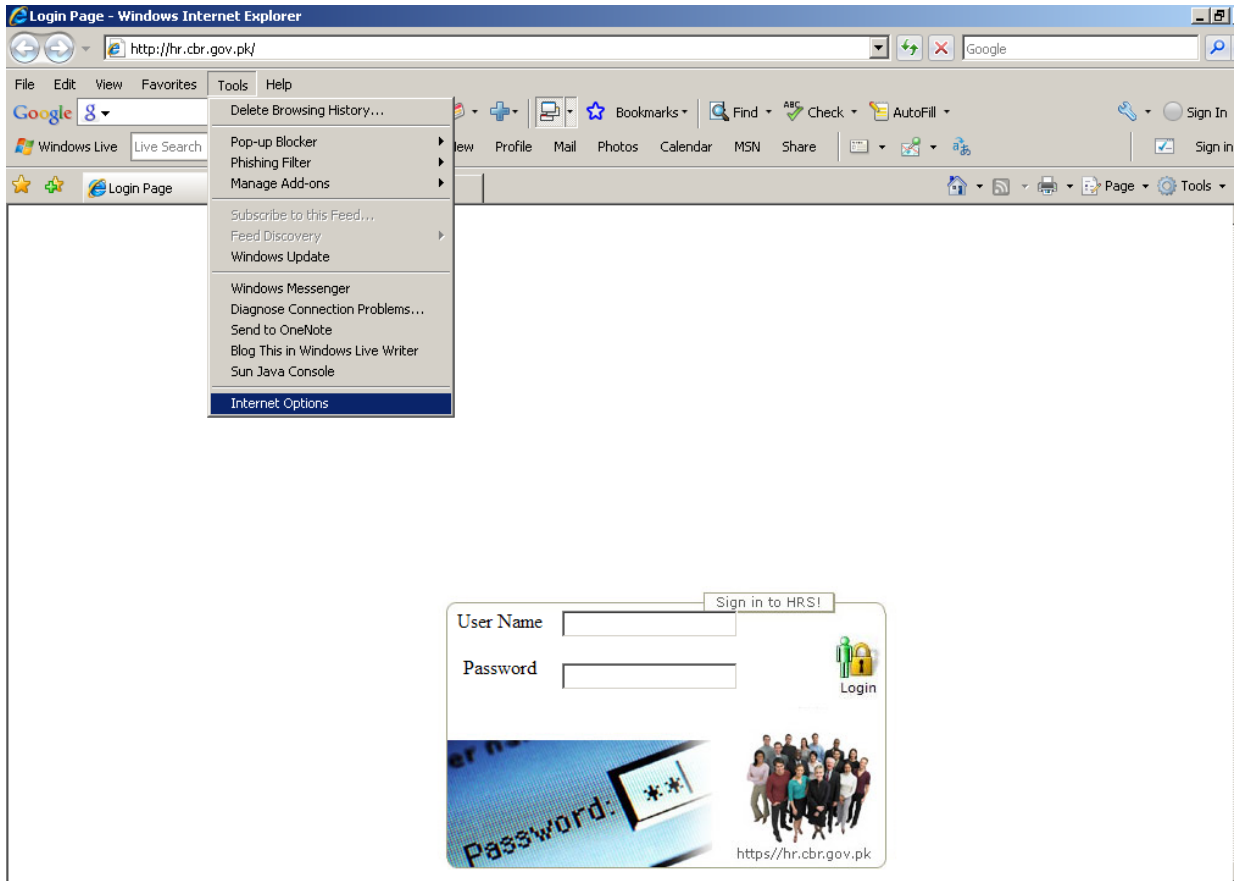 Login Page - Windows Internet Explorer
http://hr.cbr.gov.pk/
Google
File Edit View Favorites Tools Help
Google g Bookmarks Find ABC Check AutoFill Sign In
Windows Live Live Search Profile Mail Photos Calendar MSN Share Sign in
Login Page Page Tools
Delete Browsing History...
Pop-up Blocker
Phishing Filter
Manage Add-ons
Subscribe to this Feed...
Feed Discovery
Windows Update
Windows Messenger
Diagnose Connection Problems...
Send to OneNote
Blog This in Windows Live Writer
Sun Java Console
Internet Options
Sign in to HRS!
User Name
Password
Login
Password: **
https//hr.cbr.gov.pk